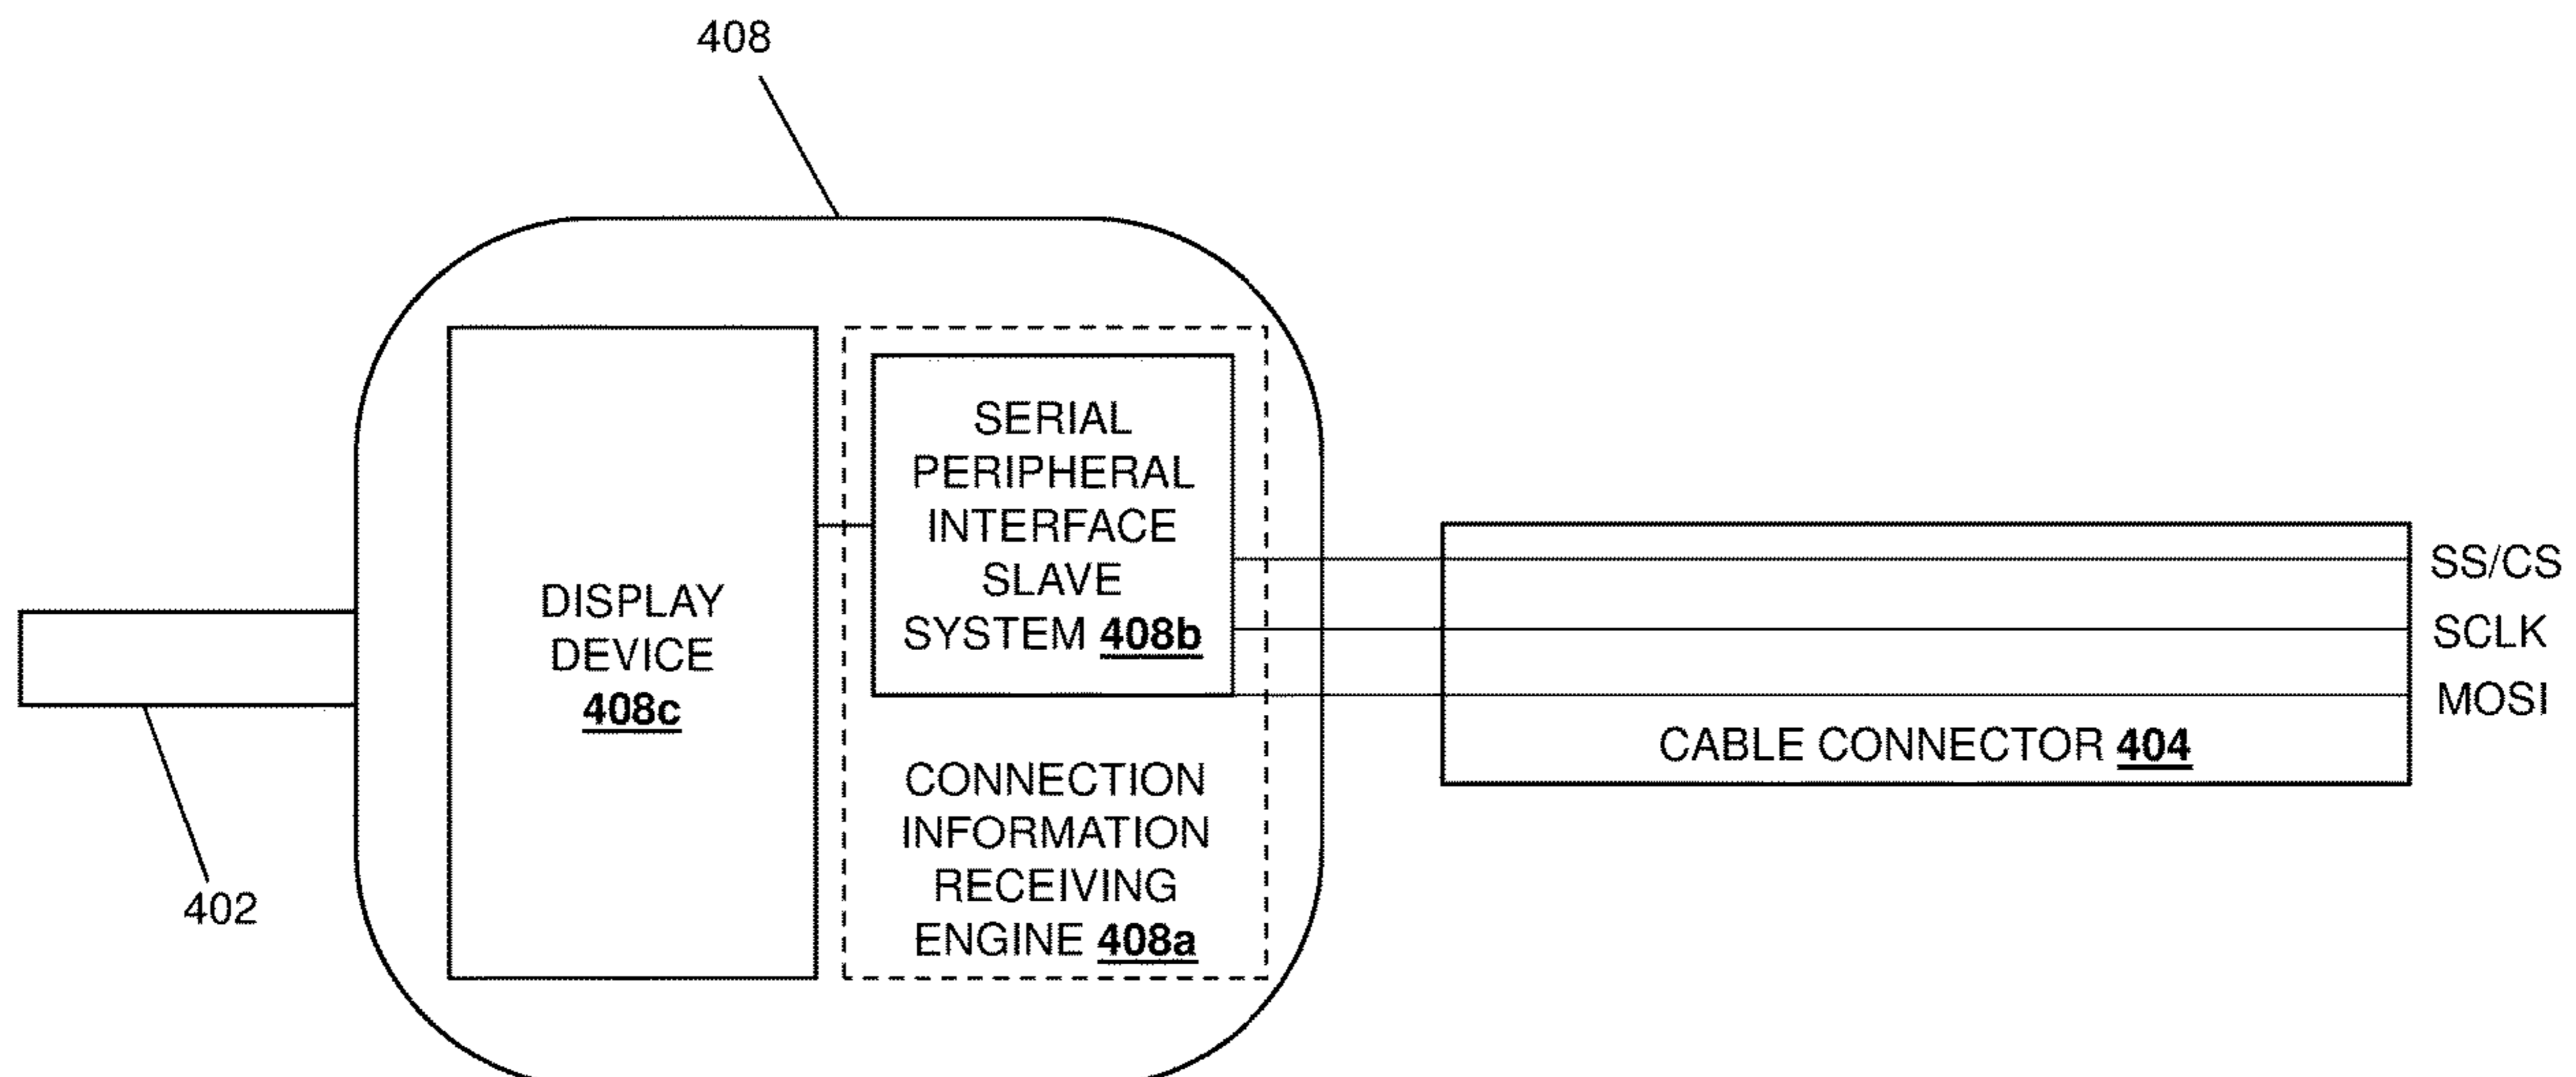 408
SERIAL
PERIPHERAL
INTERFACE
SLAVE
SYSTEM 408b
DISPLAY
DEVICE
408c
CONNECTION
INFORMATION
RECEIVING
ENGINE 408a
402
SS/CS
SCLK
MOSI
CABLE CONNECTOR 404